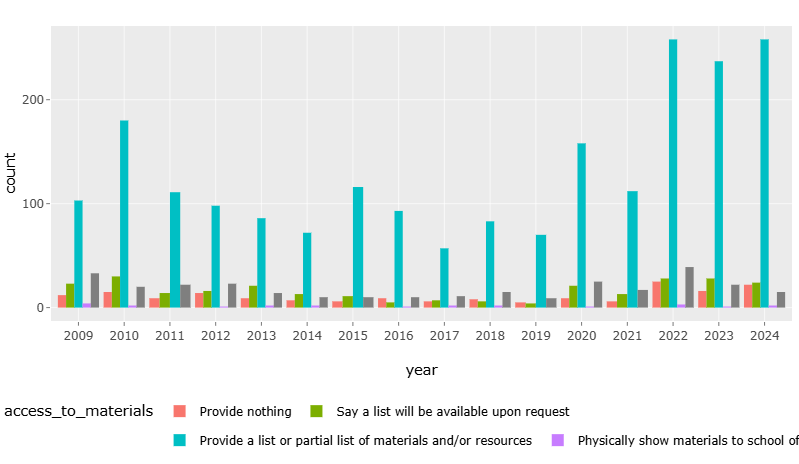 200
100
0
count
2009 2010 2011 2012 2013 2014 2015 2016 2017 2018 2019 2020 2021 2022 2023 2024
year
access_to_materials
Provide nothing
Say a list will be available upon request
Provide a list or partial list of materials and/or resources
Physically show materials to school of